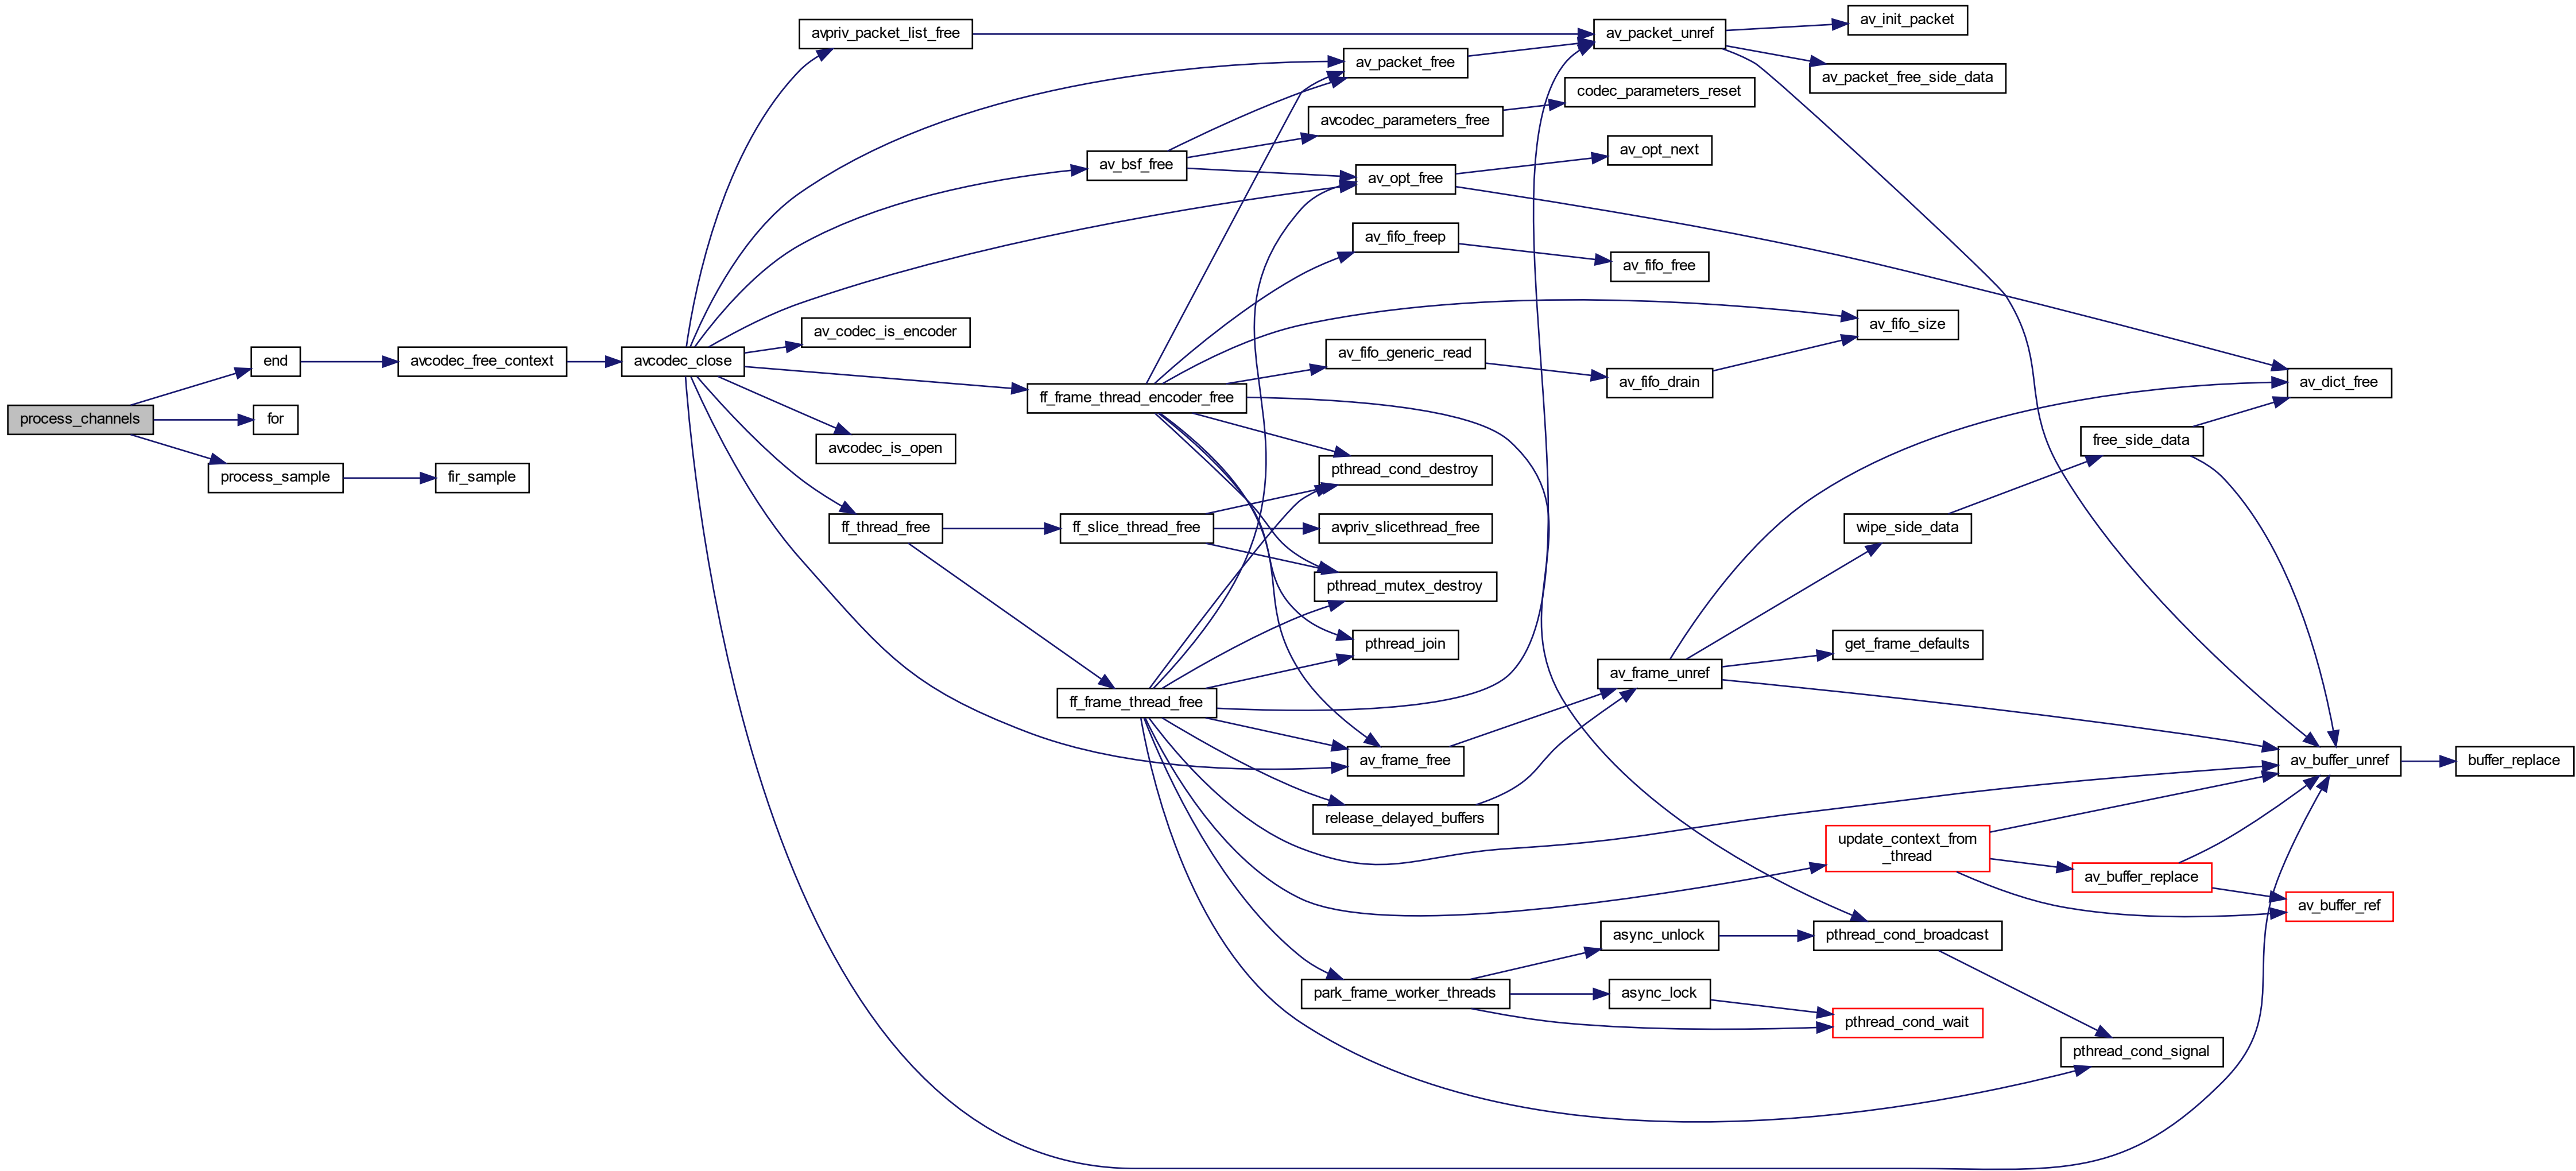 process_channels
end
for
process_sample
fir_sample
avcodec_free_context
avcodec_close
avpriv_packet_list_free
av_codec_is_encoder
avcodec_is_open
ff_thread_free
av_bsf_free
ff_frame_thread_encoder_free
ff_slice_thread_free
ff_frame_thread_free
av_packet_free
avcodec_parameters_free
av_opt_free
av_fifo_freep
av_fifo_generic_read
pthread_cond_destroy
avpriv_slicethread_free
pthread_mutex_destroy
pthread_join
av_frame_free
release_delayed_buffers
park_frame_worker_threads
av_packet_unref
codec_parameters_reset
av_opt_next
av_fifo_free
av_fifo_drain
av_frame_unref
async_unlock
async_lock
av_init_packet
av_packet_free_side_data
av_fifo_size
wipe_side_data
get_frame_defaults
update_context_from
_thread
pthread_cond_broadcast
pthread_cond_wait
free_side_data
av_buffer_replace
pthread_cond_signal
av_dict_free
av_buffer_unref
av_buffer_ref
buffer_replace